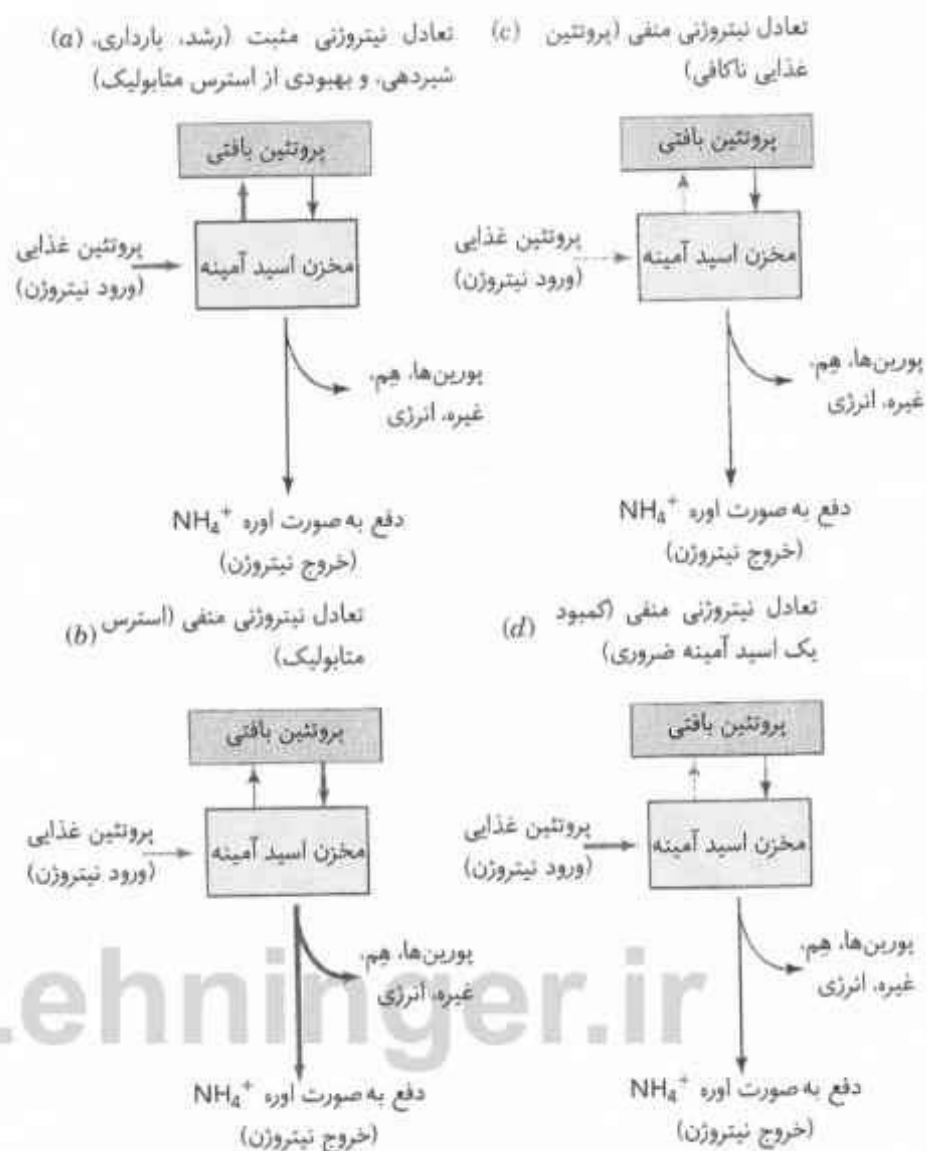 (a) تعادل نیتروژنی مثبت (رشد، بارداری،
شیردهی، و بهبودی از استرس متابولیک)
پروتئین بافتی
پروتئین غذایی
(ورود نیتروژن)
مخزن اسید آمینه
پورین‌ها، هِم،
غیره، انرژی
دفع به صورت اوره NH₄⁺
(خروج نیتروژن)
(c) تعادل نیتروژنی منفی (پروتئین
غذایی ناکافی)
پروتئین بافتی
پروتئین غذایی
(ورود نیتروژن)
مخزن اسید آمینه
پورین‌ها، هِم،
غیره، انرژی
دفع به صورت اوره NH₄⁺
(خروج نیتروژن)
(b) تعادل نیتروژنی منفی (استرس
متابولیک)
پروتئین بافتی
پروتئین غذایی
(ورود نیتروژن)
مخزن اسید آمینه
پورین‌ها، هِم،
غیره، انرژی
دفع به صورت اوره NH₄⁺
(خروج نیتروژن)
(d) تعادل نیتروژنی منفی (کمبود
یک اسید آمینه ضروری)
پروتئین بافتی
پروتئین غذایی
(ورود نیتروژن)
مخزن اسید آمینه
پورین‌ها، هِم،
غیره، انرژی
دفع به صورت اوره NH₄⁺
(خروج نیتروژن)
.ehninger.ir